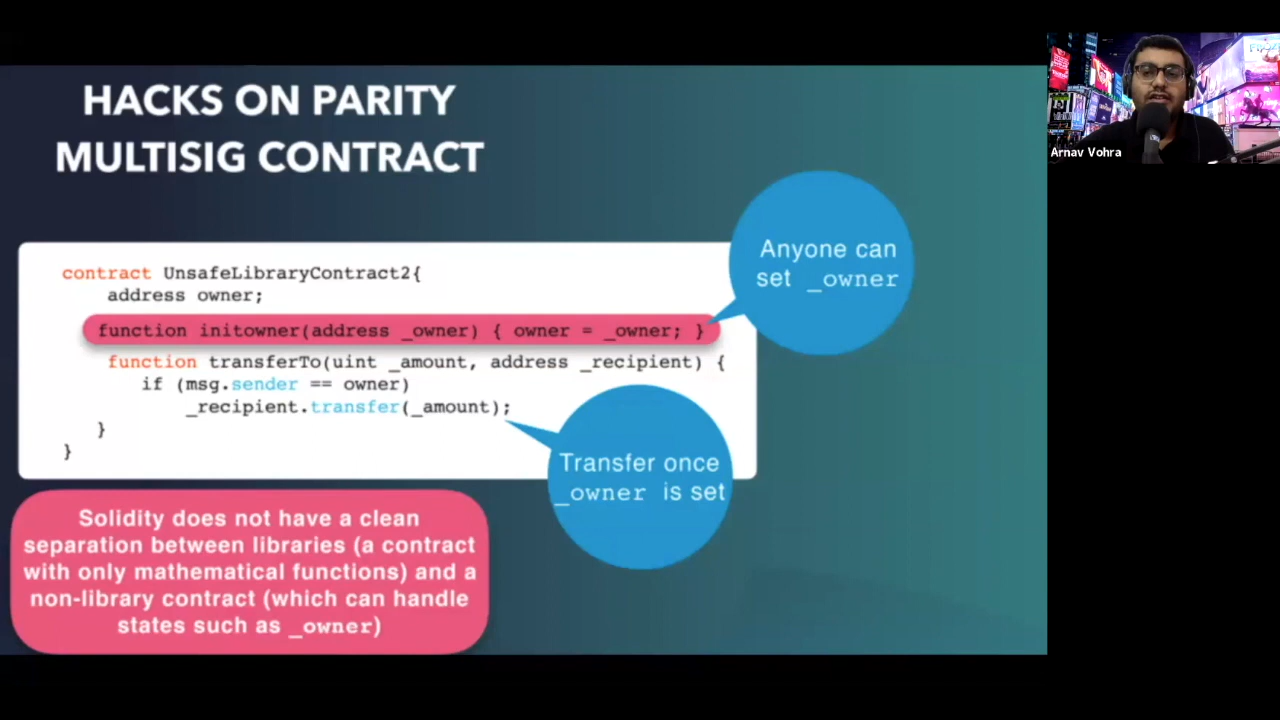 HACKS ON PARITY
MULTISIG CONTRACT
Arnav Vohra
Anyone can
set _owner
contract UnsafeLibraryContract2{
address owner;
function initowner(address _owner) { owner = _owner; }
function transferTo(uint _amount, address _recipient) {
if (msg.sender == owner)
_recipient.transfer(_amount);
}
}
Transfer once
_owner is set
Solidity does not have a clean
separation between libraries (a contract
with only mathematical functions) and a
non-library contract (which can handle
states such as _owner)